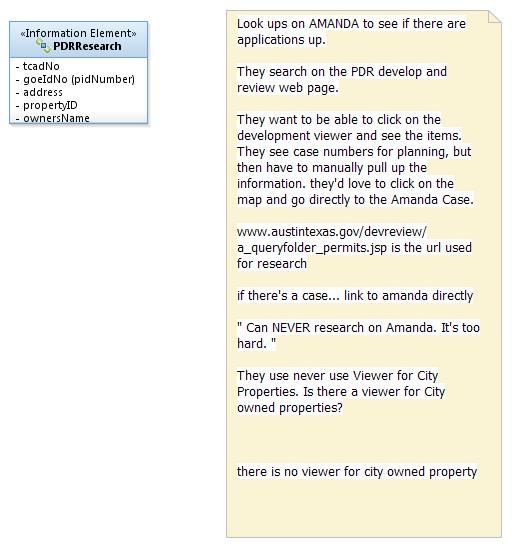 «Information Element»
PDRResearch
- tcadNo
- goeIdNo (pidNumber)
- address
- propertyID
- ownersName
Look ups on AMANDA to see if there are
applications up.
They search on the PDR develop and
review web page.
They want to be able to click on the
development viewer and see the items.
They see case numbers for planning, but
then have to manually pull up the
information. they'd love to click on the
map and go directly to the Amanda Case.
www.austintexas.gov/devreview/
a_queryfolder_permits.jsp is the url used
for research
if there's a case... link to amanda directly
" Can NEVER research on Amanda. It's too
hard. "
They use never use Viewer for City
Properties. Is there a viewer for City
owned properties?
there is no viewer for city owned property